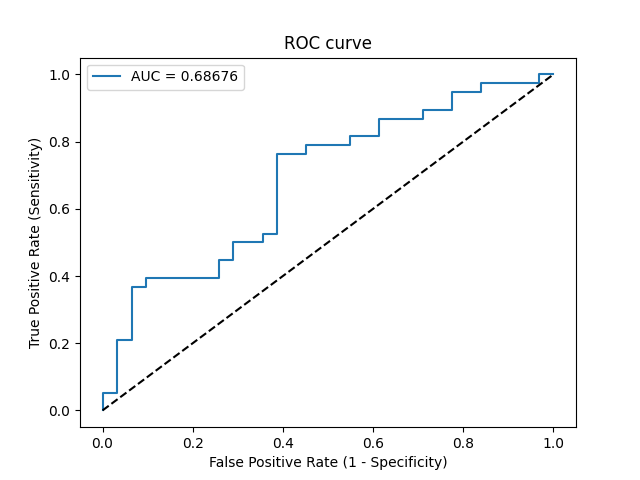 ROC curve
AUC = 0.68676
True Positive Rate (Sensitivity)
1.0
0.8
0.6
0.4
0.2
0.0
0.0 0.2 0.4 0.6 0.8 1.0
False Positive Rate (1 - Specificity)